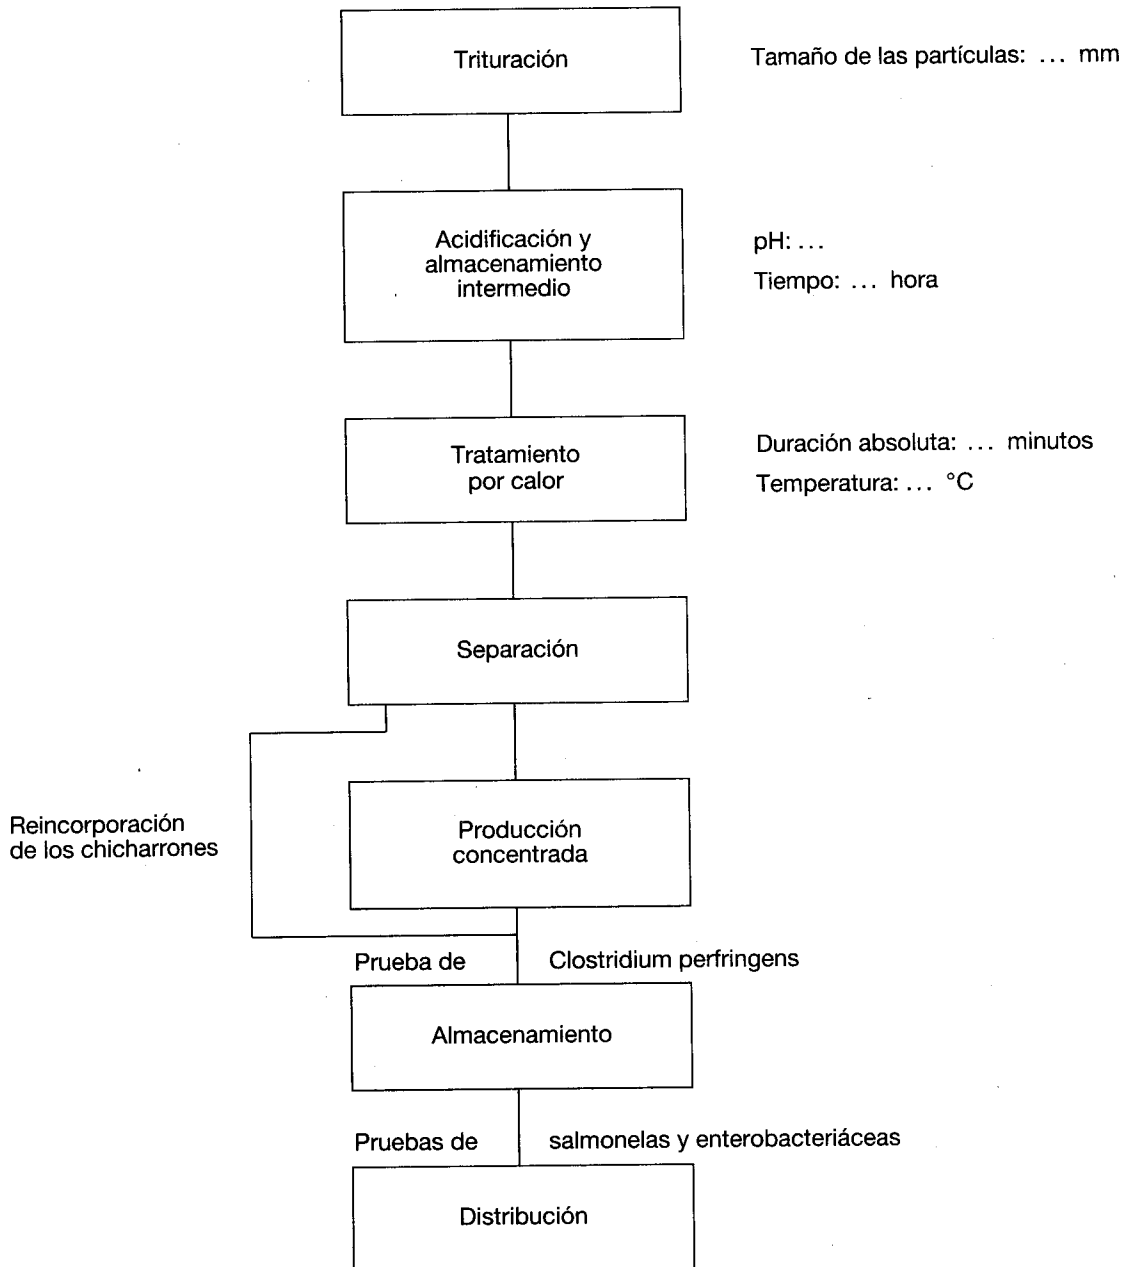 Trituración
Tamaño de las partículas: ... mm
Acidificación y
almacenamiento
intermedio
pH: ...
Tiempo: ... hora
Tratamiento
por calor
Duración absoluta: ... minutos
Temperatura: ... °C
Separación
Reincorporación
de los chicharrones
Producción
concentrada
Prueba de Clostridium perfringens
Almacenamiento
Pruebas de salmonelas y enterobacteriáceas
Distribución